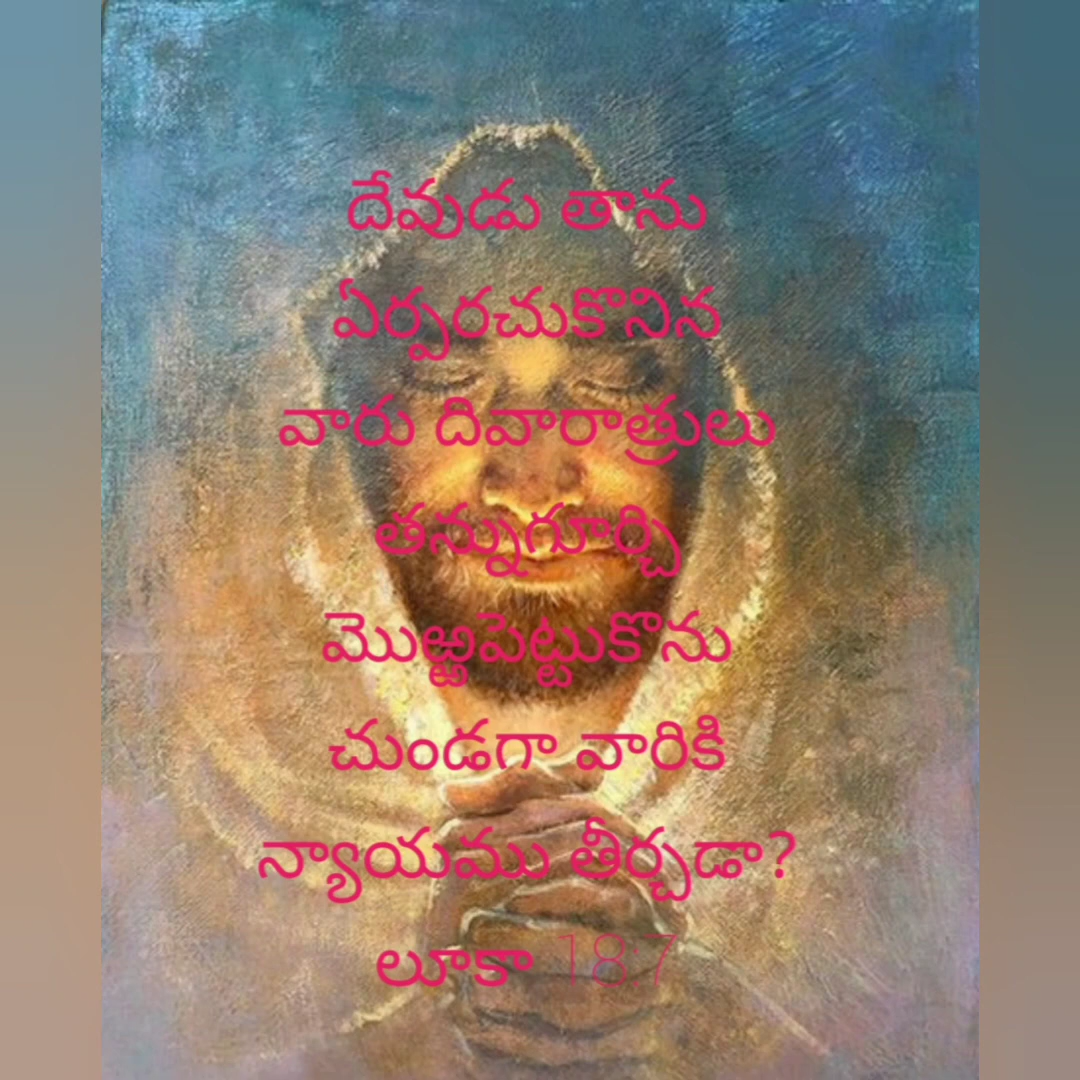 దేవుడు తాను
ఏర్పరచుకొనిన
వారు దివారాత్రులు
తన్నుగూర్చి
మొఱ్ఱపెట్టుకొను
చుండగా వారికి
న్యాయము తీర్చడా?
లూకా 18:7